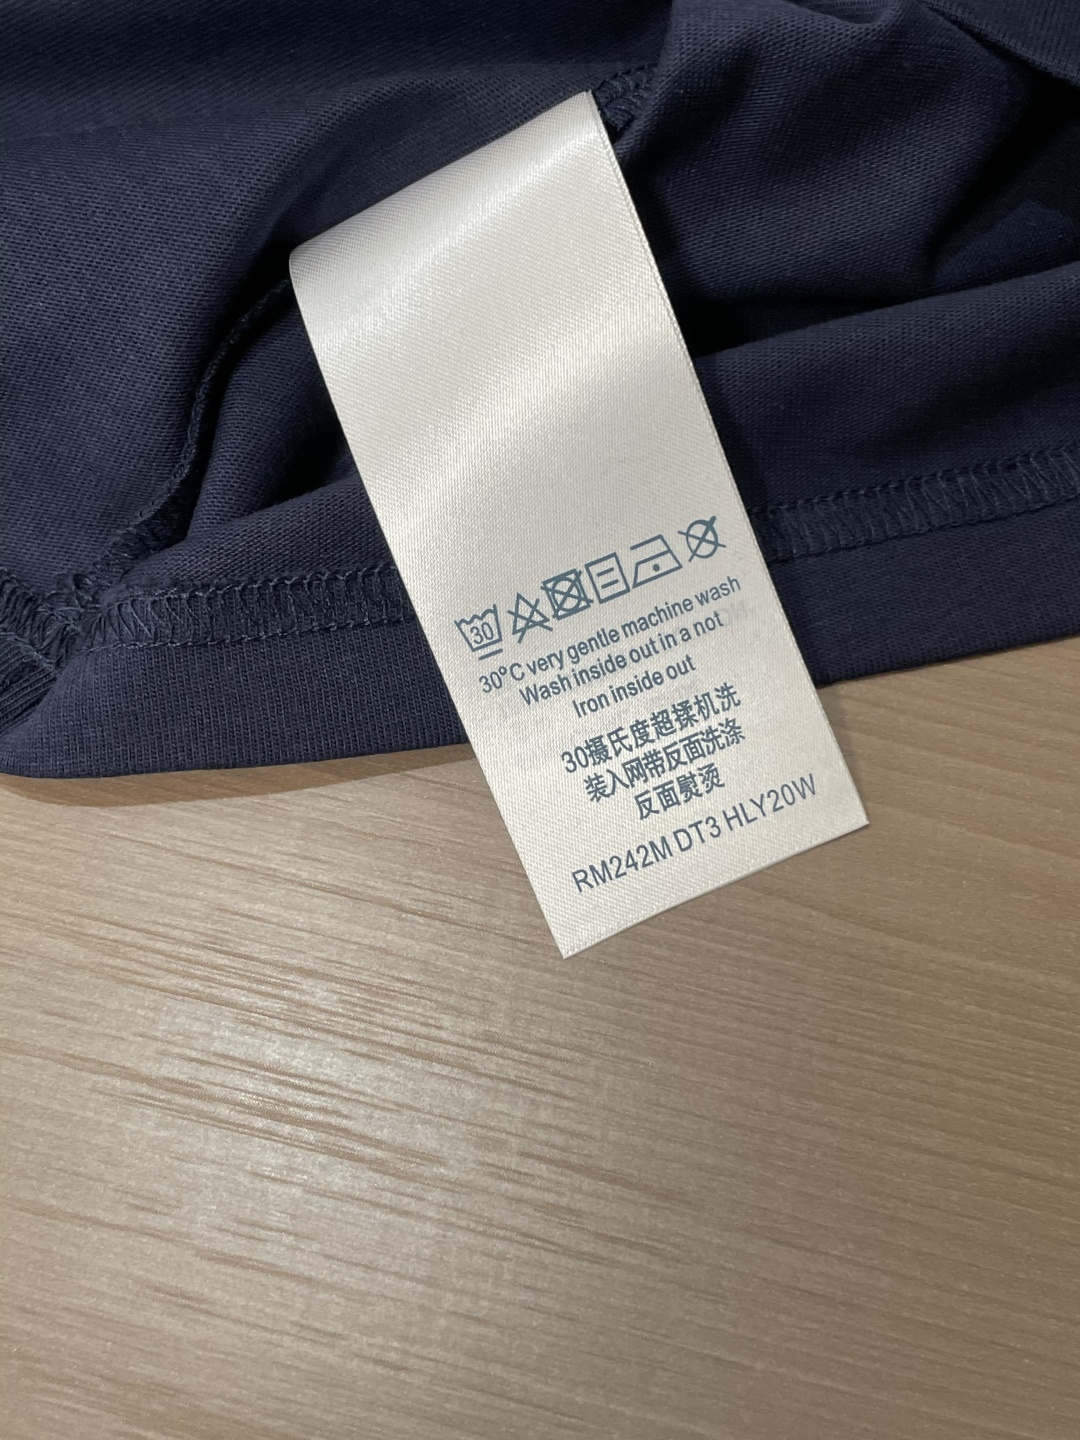 30
30°C very gentle machine wash
Wash inside out in a not
Iron inside out
30摄氏度超揉机洗
装入网带反面洗涤
反面熨烫
RM242M DT3 HLY20W